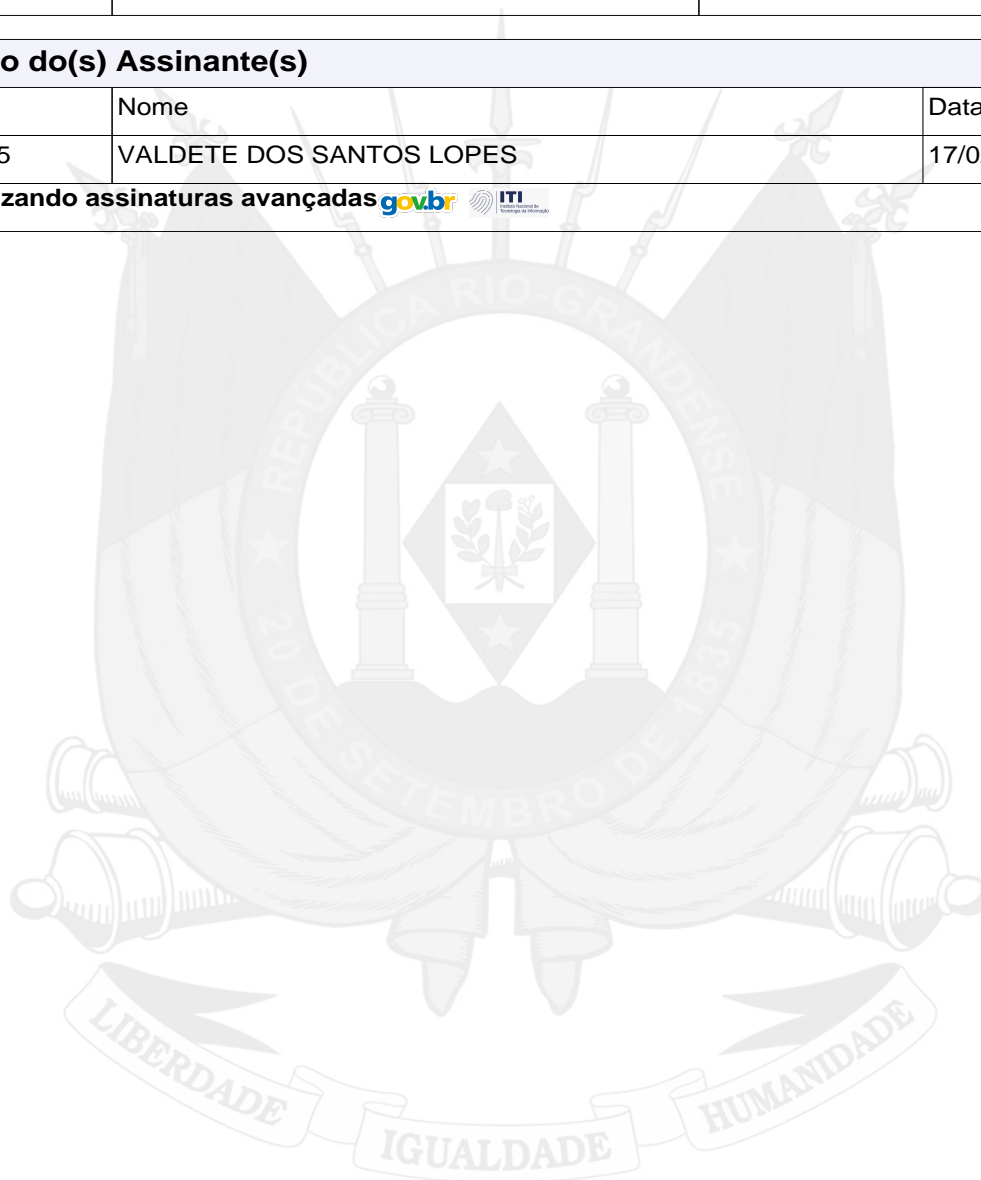 o do(s) Assinante(s)
Nome Data
5 VALDETE DOS SANTOS LOPES 17/0
zando assinaturas avançadas gov.br ITI
REPÚBLICA RIO-GRANDENSE
20 DE SETEMBRO DE 1835
LIBERDADE IGUALDADE HUMANIDADE